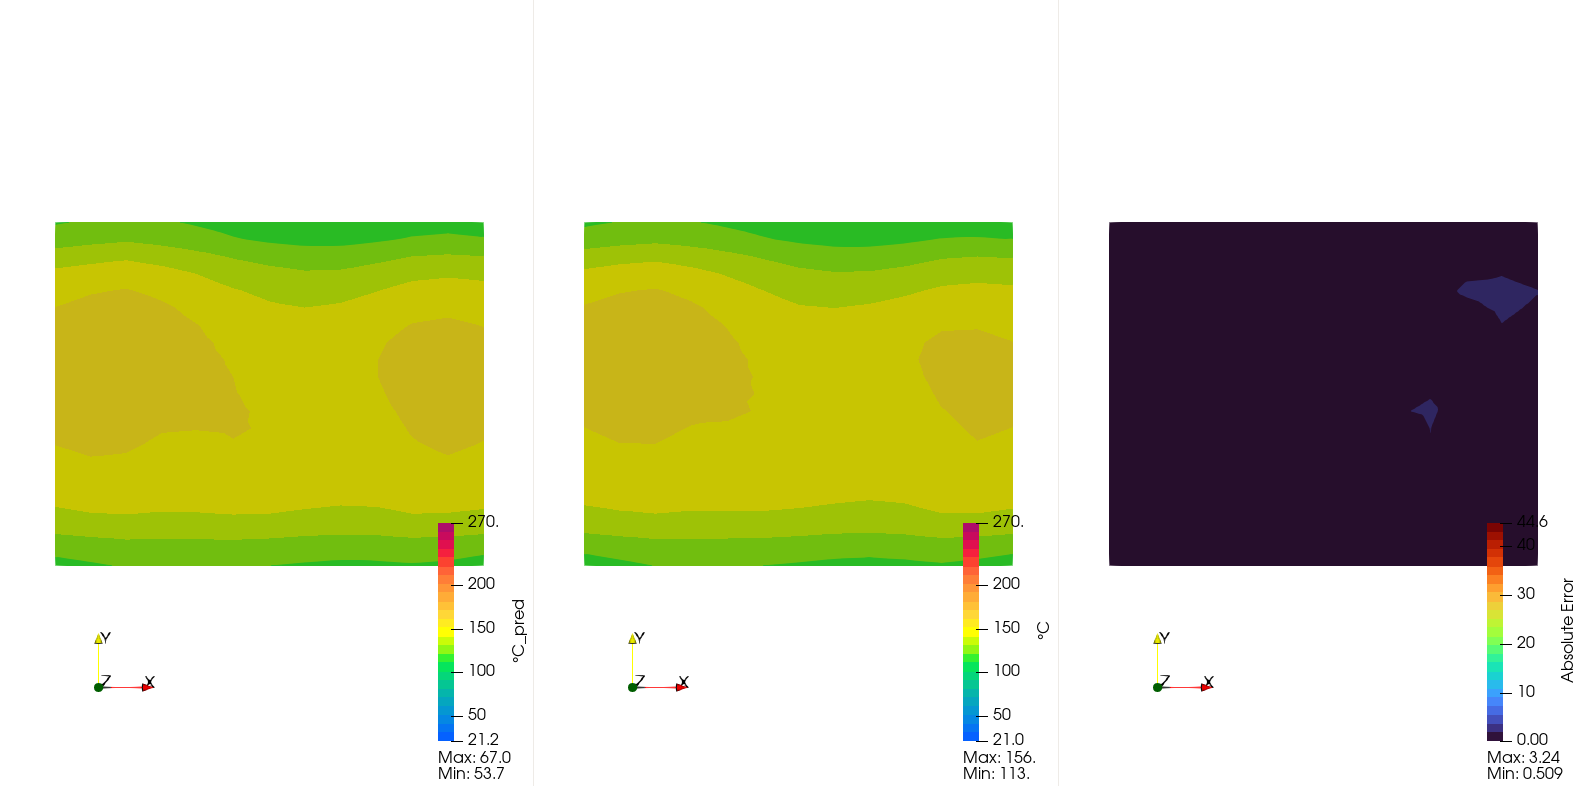 270.
200
150
100
50
21.2
°C_pred
Max: 67.0
Min: 53.7
Y
Z
X
270.
200
150
100
50
21.0
°C
Max: 156.
Min: 113.
Y
Z
X
44.6
40
30
20
10
0.00
Absolute Error
Max: 3.24
Min: 0.509
Y
Z
X